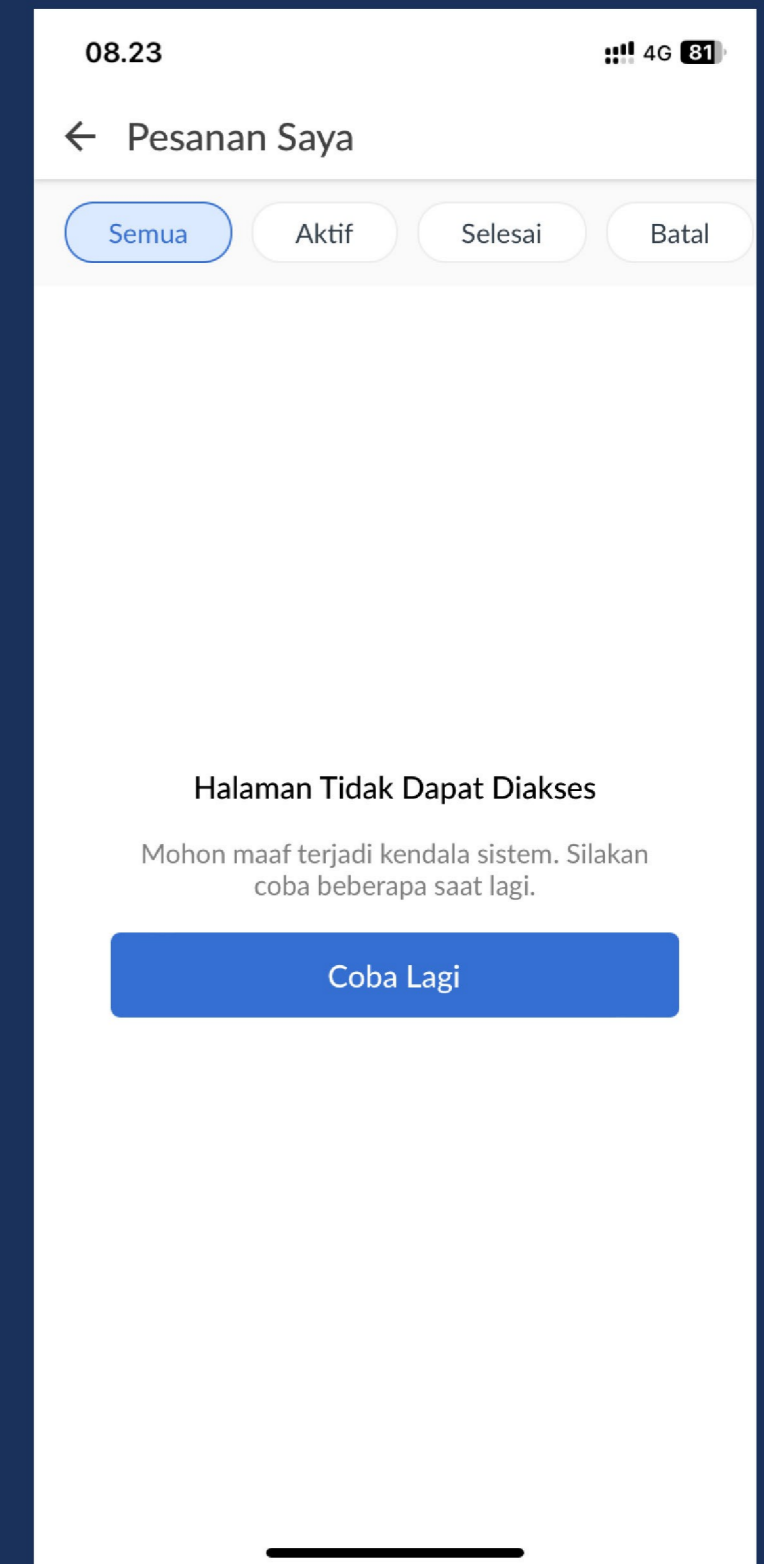 08.23 4G 81
Pesanan Saya
Semua Aktif Selesai Batal
Halaman Tidak Dapat Diakses
Mohon maaf terjadi kendala sistem. Silakan
coba beberapa saat lagi.
Coba Lagi